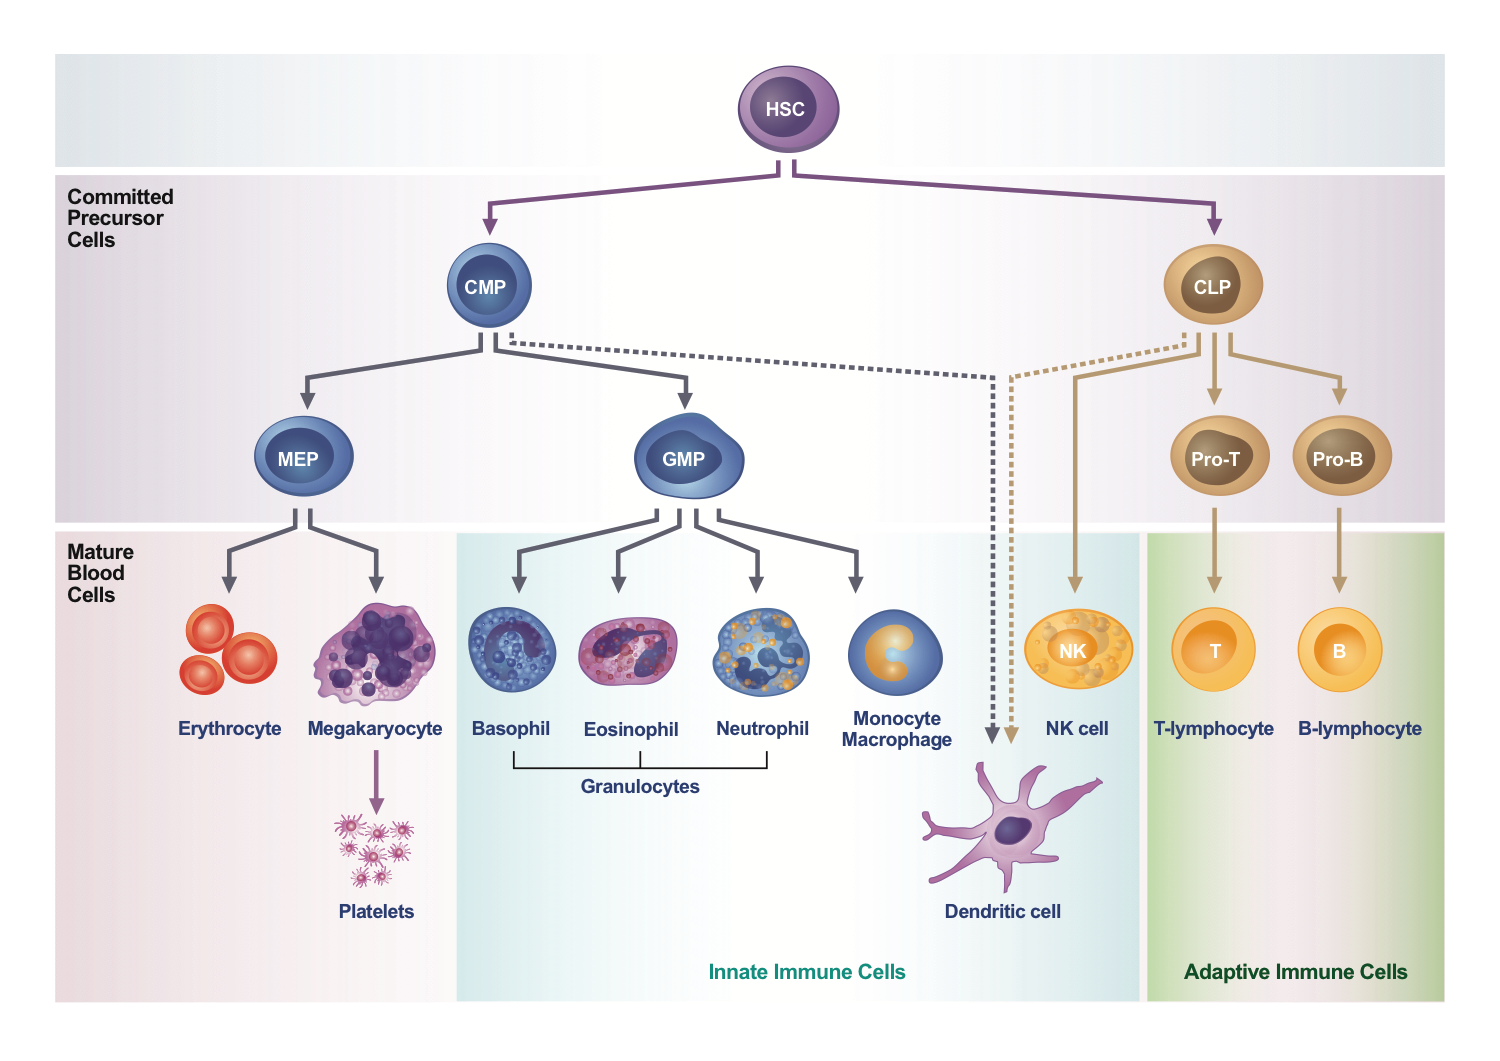 HSC
Committed
Precursor
Cells
CMP
CLP
MEP
GMP
Pro-T
Pro-B
Mature
Blood
Cells
NK
T
B
Erythrocyte
Megakaryocyte
Basophil
Eosinophil
Neutrophil
Monocyte
Macrophage
NK cell
T-lymphocyte
B-lymphocyte
Granulocytes
Platelets
Dendritic cell
Innate Immune Cells
Adaptive Immune Cells